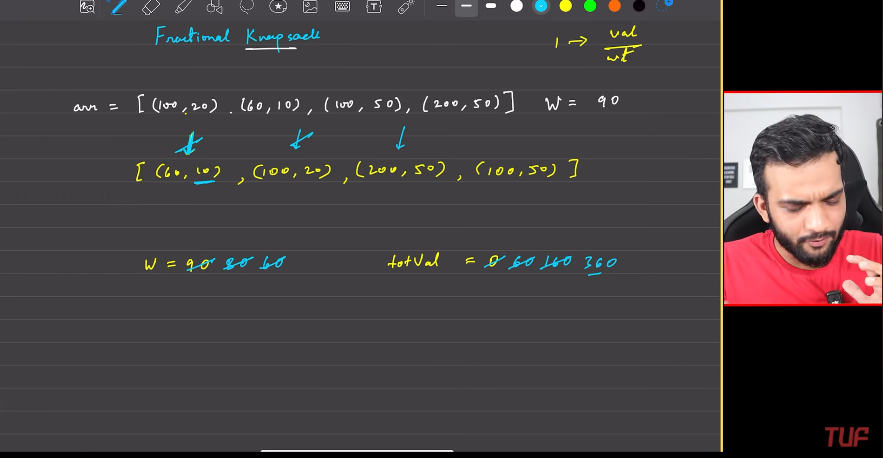 Fractional Knapsack
1 → val
wt
arr = [ (100, 20) . (60, 10) , (100, 50), (200, 50) ] W = 90
[ (60, 10) , (100, 20) , (200, 50) , (100, 50) ]
W = 90 80 60 totVal = 0 60 160 360
TUF